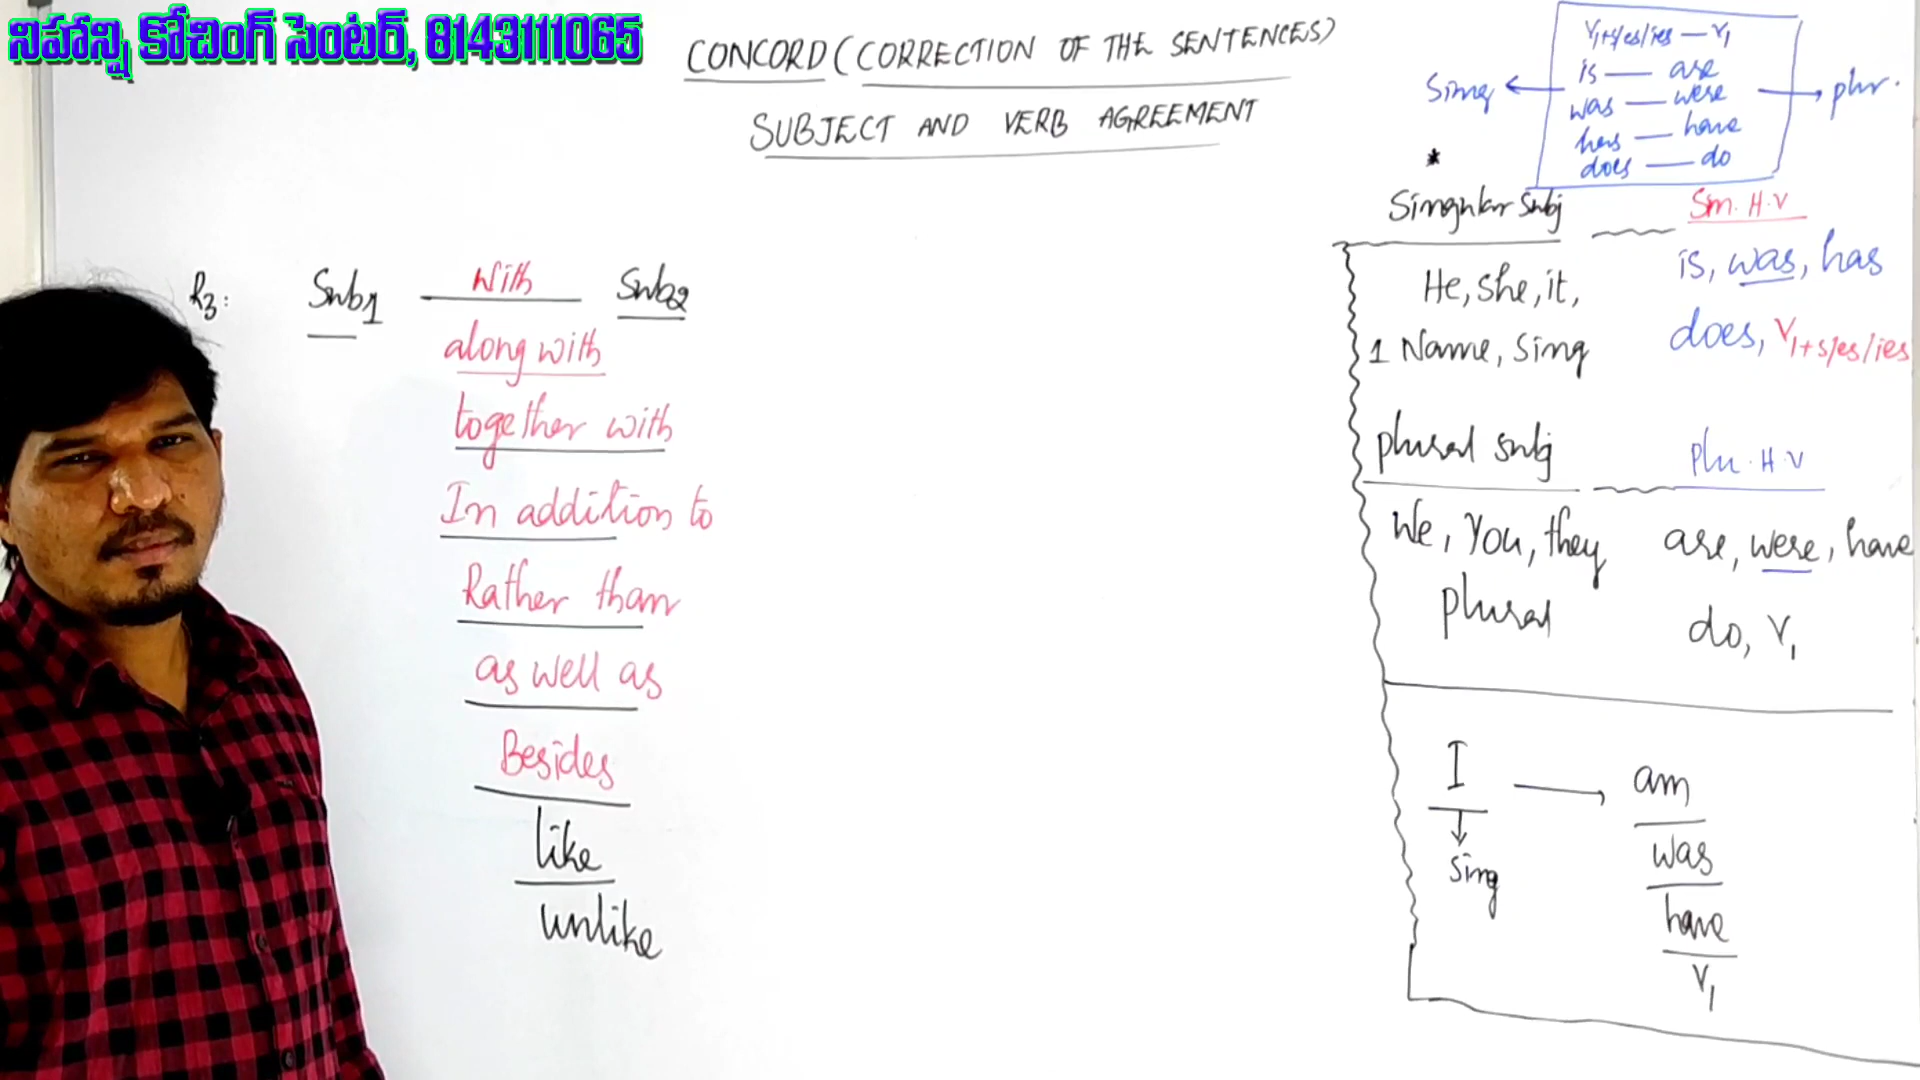 నిహాన్ని కోచింగ్ సెంటర్, 8143111065
CONCORD (CORRECTION OF THE SENTENCES)
SUBJECT AND VERB AGREEMENT
R3: Sub1 With Sub2
along with
together with
In addition to
Rather than
as well as
Besides
like
unlike
V1+s/es/ies — V1
is — are
Sing ← was — were → plur.
has — have
does — do
*
Singular Subj Sin. H.V
He, She, it, is, was, has
1 Name, Sing does, V1+s/es/ies
plural subj Plu. H.V
We, You, they are, were, have
plural do, V1
I → am
↓ was
Sing have
V1